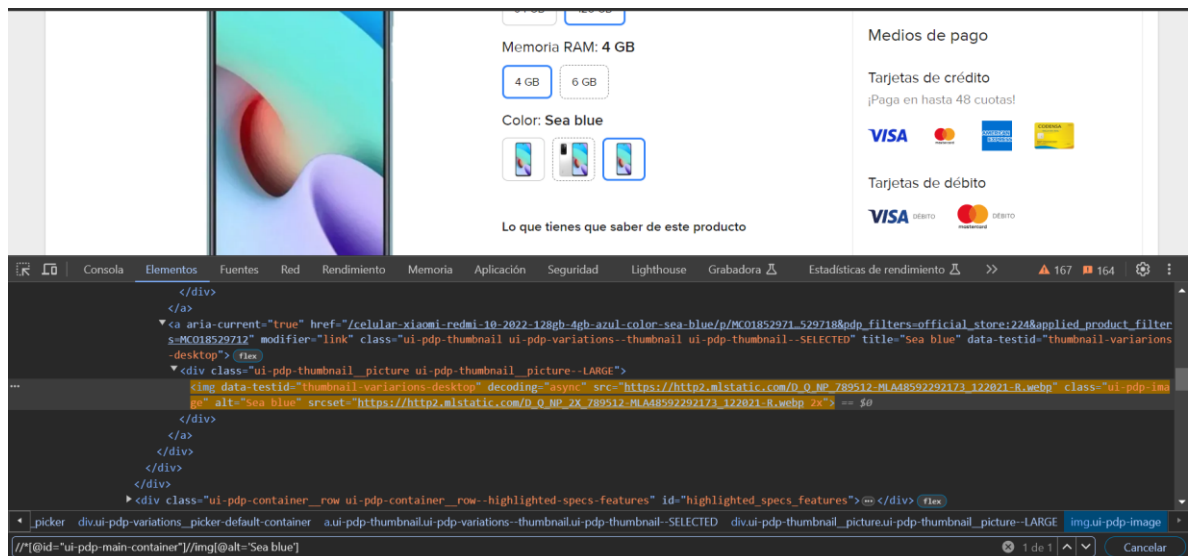 Memoria RAM: 4 GB
4 GB
6 GB
Color: Sea blue
Lo que tienes que saber de este producto
Medios de pago
Tarjetas de crédito
¡Paga en hasta 48 cuotas!
VISA
mastercard
AMERICAN EXPRESS
CODENSA
Tarjetas de débito
VISA DÉBITO
mastercard
DÉBITO
Consola Elementos Fuentes Red Rendimiento Memoria Aplicación Seguridad Lighthouse Grabadora Estadísticas de rendimiento 167 164
</div>
</a>
<a aria-current="true" href="/celular-xiaomi-redmi-10-2022-128gb-4gb-azul-color-sea-blue/p/MCO1852971…529718&pdp_filters=official_store:224&applied_product_filter
s=MCO18529712" modifier="link" class="ui-pdp-thumbnail ui-pdp-variations--thumbnail ui-pdp-thumbnail--SELECTED" title="Sea blue" data-testid="thumbnail-variarions
-desktop"> flex
<div class="ui-pdp-thumbnail__picture ui-pdp-thumbnail__picture--LARGE">
<img data-testid="thumbnail-variarions-desktop" decoding="async" src="https://http2.mlstatic.com/D_Q_NP_789512-MLA48592292173_122021-R.webp" class="ui-pdp-ima
ge" alt="Sea blue" srcset="https://http2.mlstatic.com/D_Q_NP_2X_789512-MLA48592292173_122021-R.webp 2x"> == $0
</div>
</a>
</div>
</div>
</div>
<div class="ui-pdp-container__row ui-pdp-container__row--highlighted-specs-features" id="highlighted_specs_features"> … </div> flex
_picker div.ui-pdp-variations__picker-default-container a.ui-pdp-thumbnail.ui-pdp-variations--thumbnail.ui-pdp-thumbnail--SELECTED div.ui-pdp-thumbnail__picture.ui-pdp-thumbnail__picture--LARGE img.ui-pdp-image
//*[@id="ui-pdp-main-container"]//img[@alt='Sea blue'] 1 de 1 Cancelar